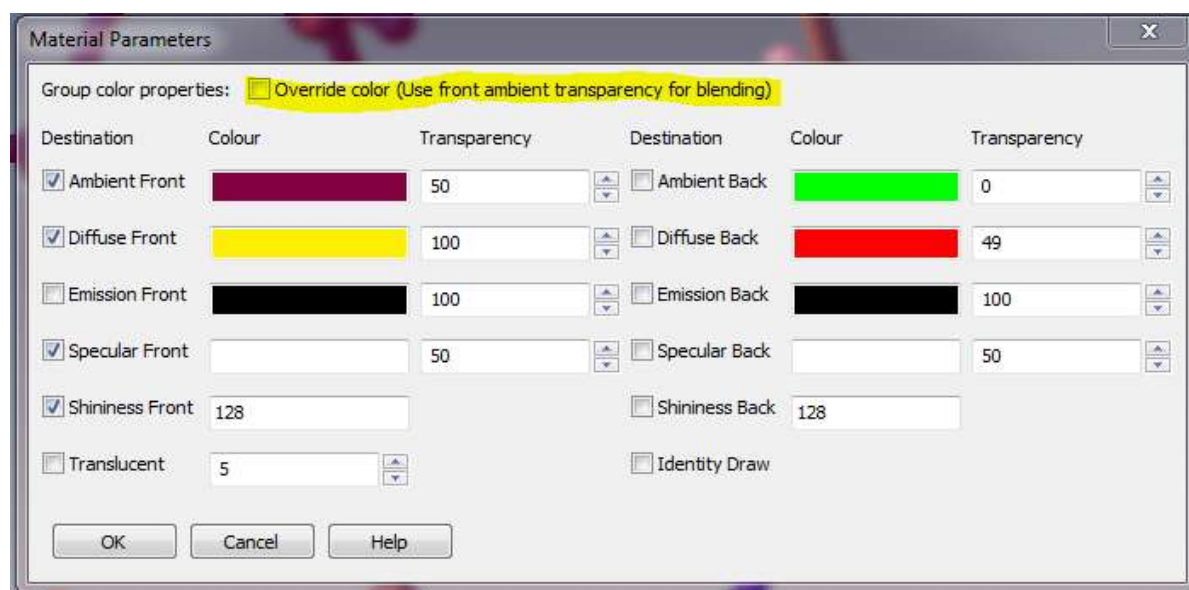 Material Parameters
x
Group color properties: Override color (Use front ambient transparency for blending)
Destination Colour Transparency Destination Colour Transparency
Ambient Front 50 Ambient Back 0
Diffuse Front 100 Diffuse Back 49
Emission Front 100 Emission Back 100
Specular Front 50 Specular Back 50
Shininess Front 128 Shininess Back 128
Translucent 5 Identity Draw
OK Cancel Help